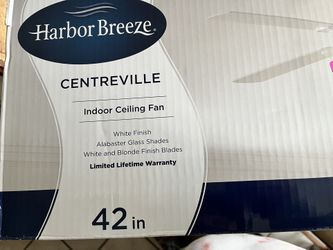 Harbor Breeze®
CENTREVILLE
Indoor Ceiling Fan
White Finish
Alabaster Glass Shades
White and Blonde Finish Blades
Limited Lifetime Warranty
42 in